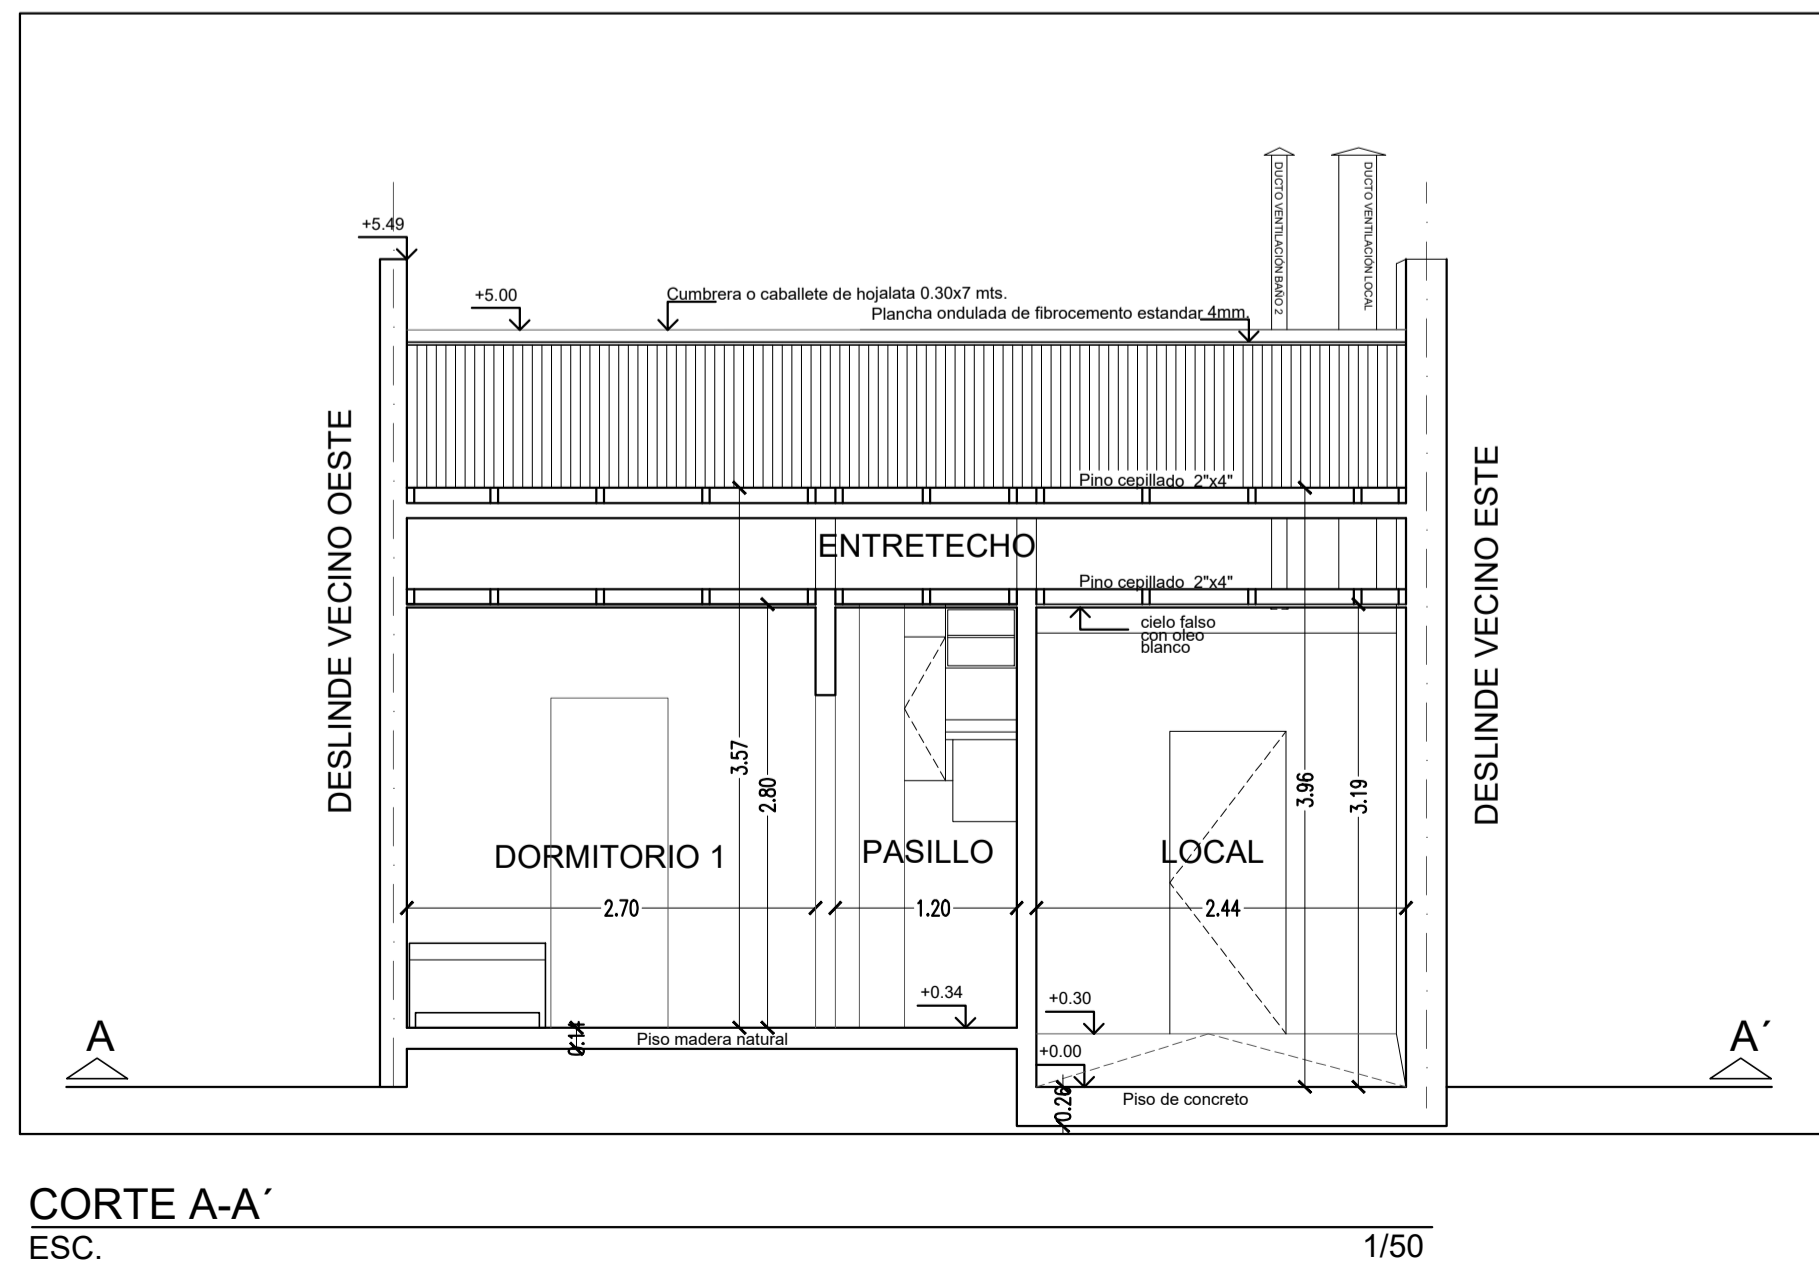 DUCTO VENTILACIÓN BAÑO 2
DUCTO VENTILACIÓN LOCAL
+5.49
+5.00
Cumbrera o caballete de hojalata 0.30x7 mts.
Plancha ondulada de fibrocemento estandar 4mm.
DESLINDE VECINO OESTE
DESLINDE VECINO ESTE
Pino cepillado 2"x4"
ENTRETECHO
Pino cepillado 2"x4"
cielo falso
con oleo
blanco
3.57
2.80
3.96
3.19
DORMITORIO 1
PASILLO
LOCAL
2.70
1.20
2.44
+0.34
+0.30
A
A´
0.14
Piso madera natural
+0.00
0.26
Piso de concreto
CORTE A-A´
ESC.
1/50